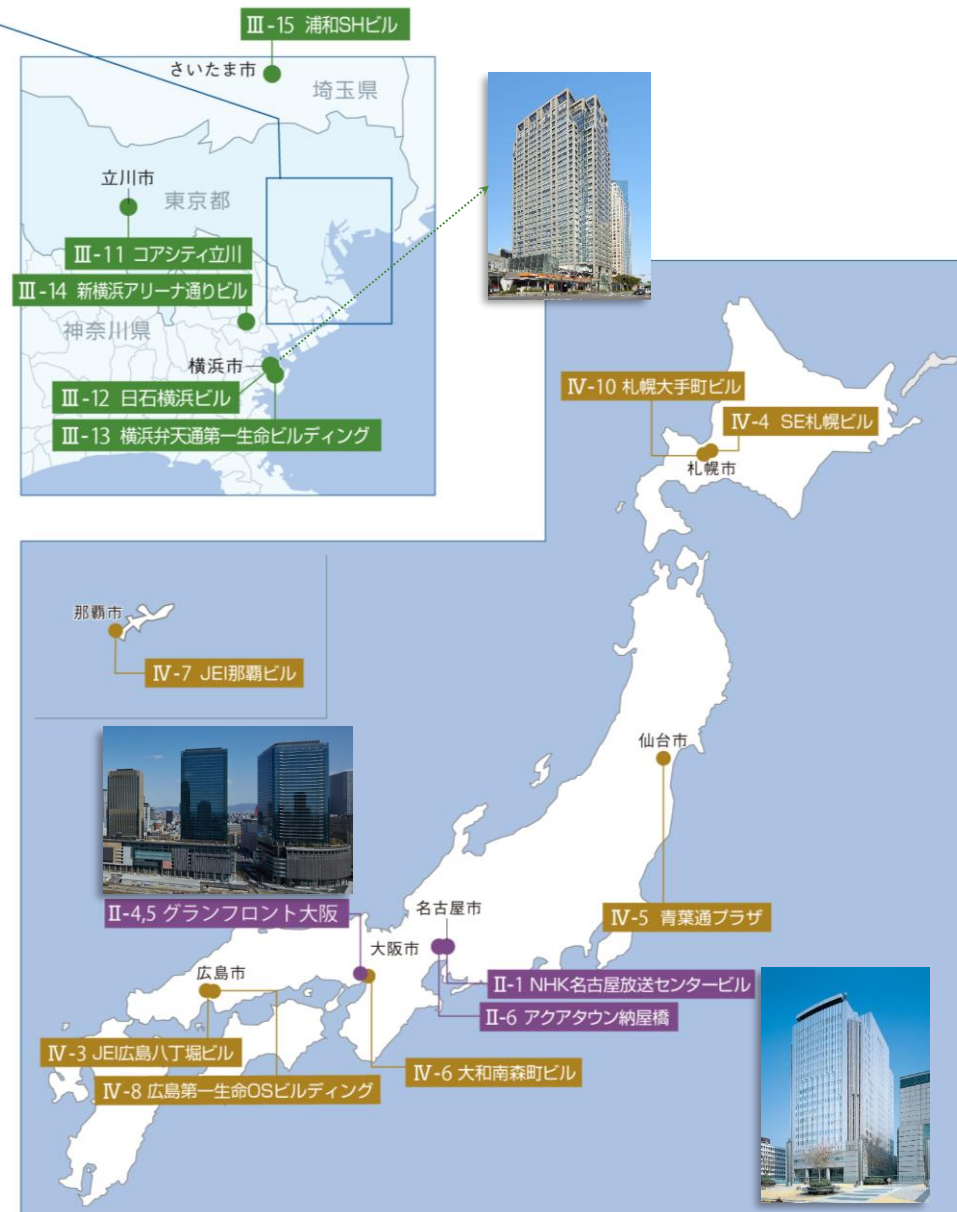 Ⅲ-15 浦和SHビル
さいたま市
埼玉県
立川市
東京都
Ⅲ-11 コアシティ立川
Ⅲ-14 新横浜アリーナ通りビル
神奈川県
横浜市
Ⅲ-12 日石横浜ビル
Ⅲ-13 横浜弁天通第一生命ビルディング
Ⅳ-10 札幌大手町ビル
Ⅳ-4 SE札幌ビル
札幌市
那覇市
Ⅳ-7 JEI那覇ビル
仙台市
Ⅳ-5 青葉通プラザ
Ⅱ-4,5 グランフロント大阪
名古屋市
大阪市
広島市
Ⅱ-1 NHK名古屋放送センタービル
Ⅱ-6 アクアタウン納屋橋
Ⅳ-3 JEI広島八丁堀ビル
Ⅳ-6 大和南森町ビル
Ⅳ-8 広島第一生命OSビルディング